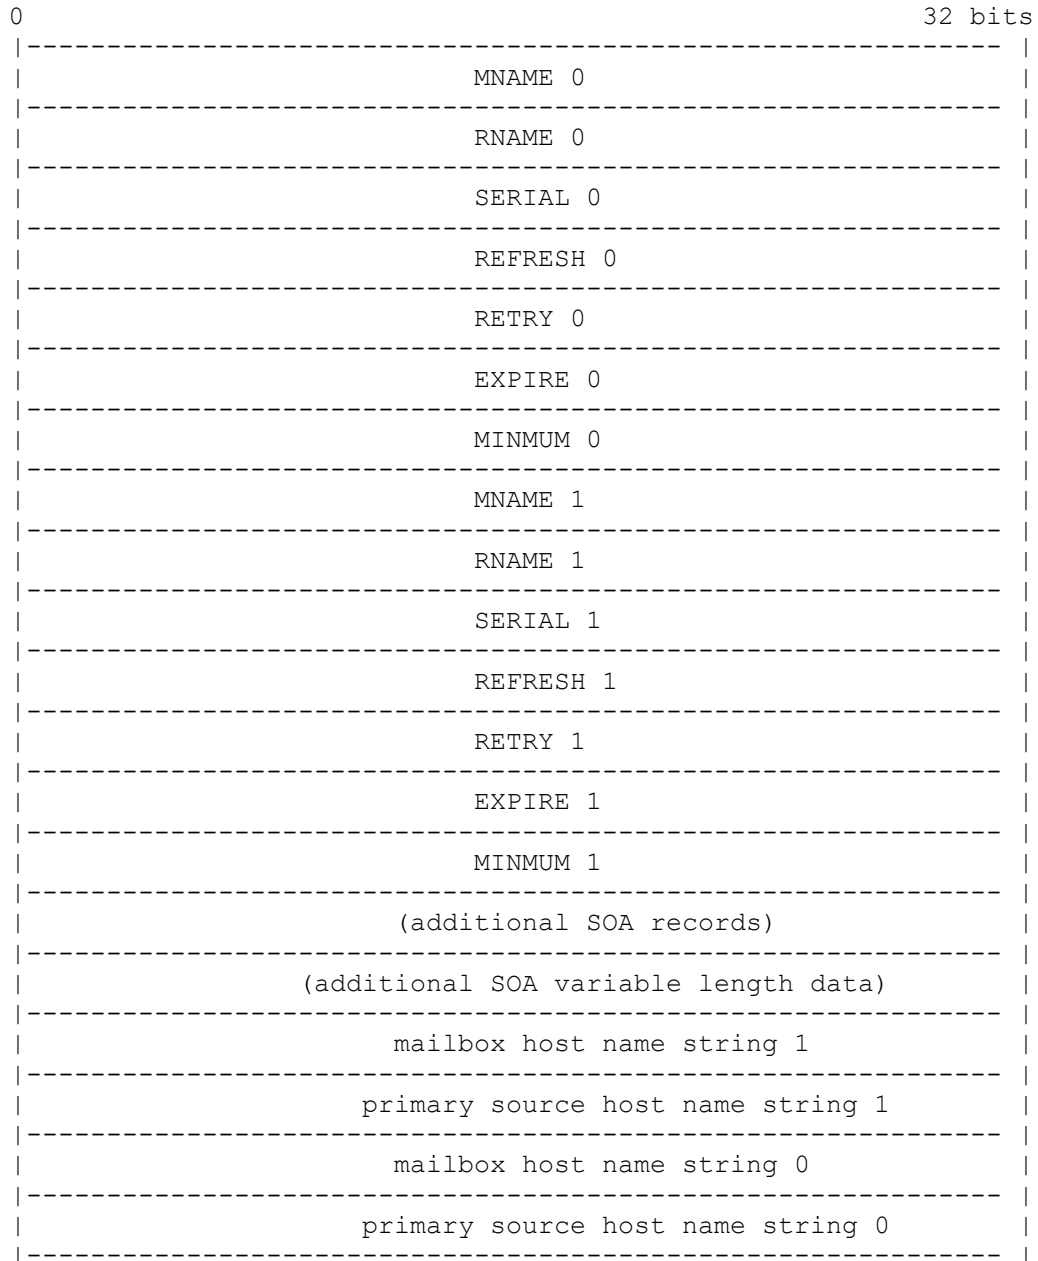 0 32 bits
|-------------------------------------------------------------- |
| MNAME 0 |
|-------------------------------------------------------------- |
| RNAME 0 |
|-------------------------------------------------------------- |
| SERIAL 0 |
|-------------------------------------------------------------- |
| REFRESH 0 |
|-------------------------------------------------------------- |
| RETRY 0 |
|-------------------------------------------------------------- |
| EXPIRE 0 |
|-------------------------------------------------------------- |
| MINMUM 0 |
|-------------------------------------------------------------- |
| MNAME 1 |
|-------------------------------------------------------------- |
| RNAME 1 |
|-------------------------------------------------------------- |
| SERIAL 1 |
|-------------------------------------------------------------- |
| REFRESH 1 |
|-------------------------------------------------------------- |
| RETRY 1 |
|-------------------------------------------------------------- |
| EXPIRE 1 |
|-------------------------------------------------------------- |
| MINMUM 1 |
|-------------------------------------------------------------- |
| (additional SOA records) |
|-------------------------------------------------------------- |
| (additional SOA variable length data) |
|-------------------------------------------------------------- |
| mailbox host name string 1 |
|-------------------------------------------------------------- |
| primary source host name string 1 |
|-------------------------------------------------------------- |
| mailbox host name string 0 |
|-------------------------------------------------------------- |
| primary source host name string 0 |
|-------------------------------------------------------------- |